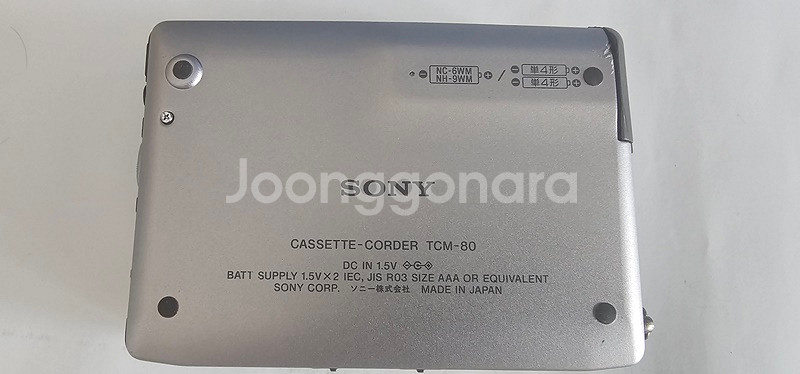 NC-6WM
NH-9WM
/
単4形
単4形
SONY
Joonggonara
CASSETTE-CORDER TCM-80
DC IN 1.5V
BATT SUPPLY 1.5V×2 IEC, JIS R03 SIZE AAA OR EQUIVALENT
SONY CORP. ソニー株式会社 MADE IN JAPAN